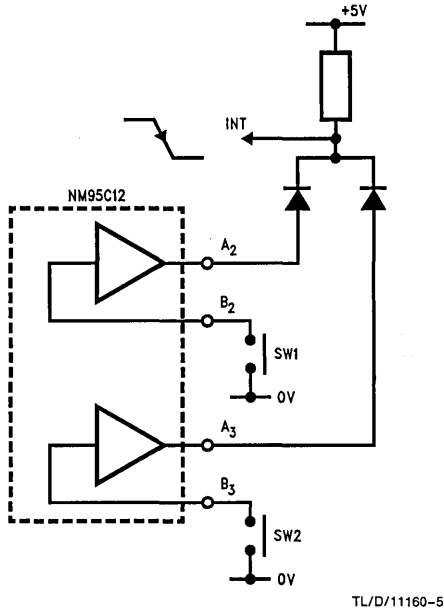 +5V
INT
NM95C12
A2
B2
SW1
0V
A3
B3
SW2
0V
TL/D/11160-5